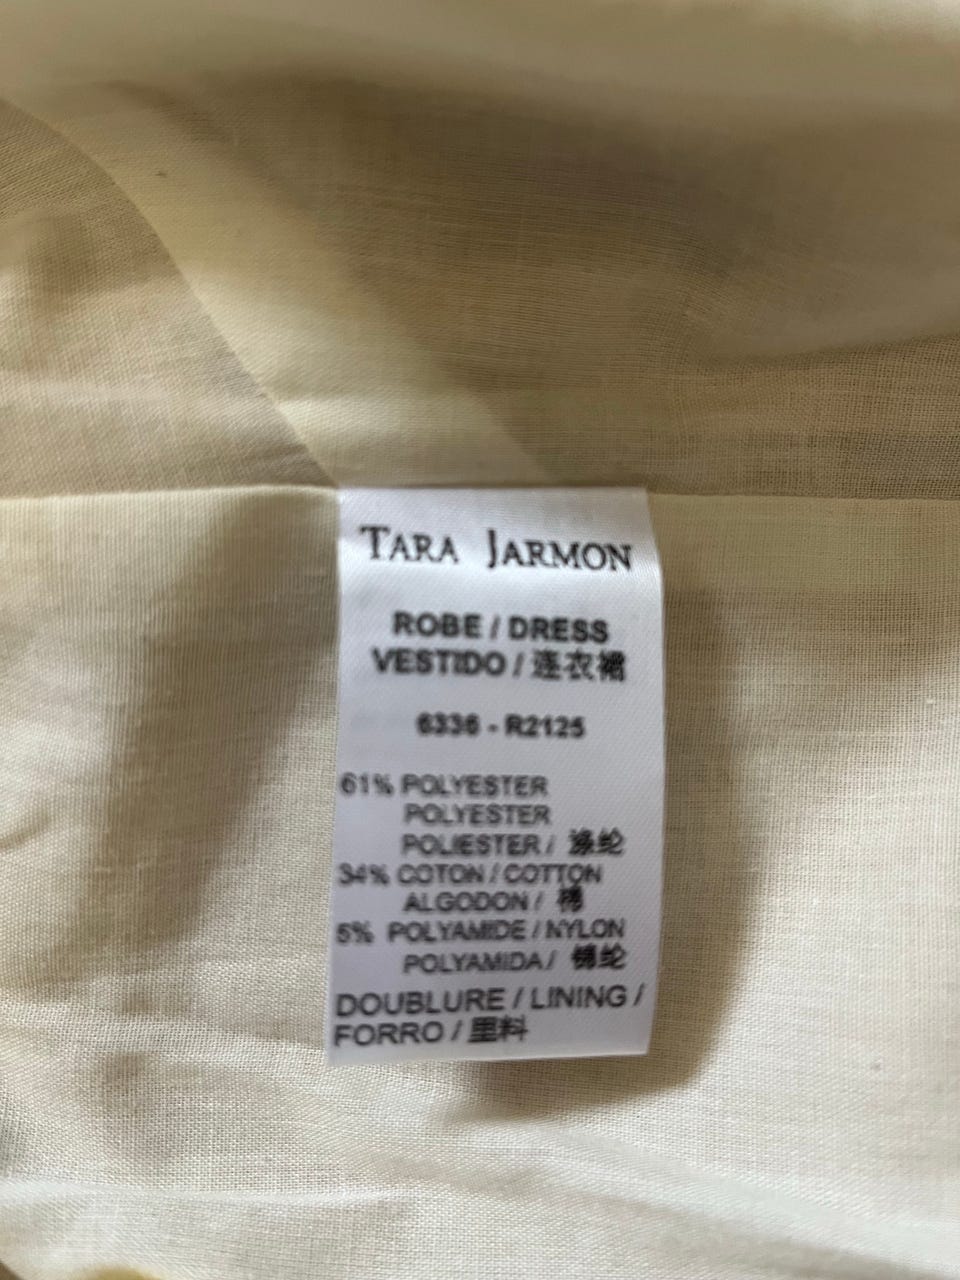 TARA JARMON
ROBE / DRESS
VESTIDO / 连衣裙
6336 - R2125
61% POLYESTER
POLYESTER
POLIESTER / 涤纶
34% COTON / COTTON
ALGODON / 棉
5% POLYAMIDE / NYLON
POLYAMIDA / 锦纶
DOUBLURE / LINING /
FORRO / 里料